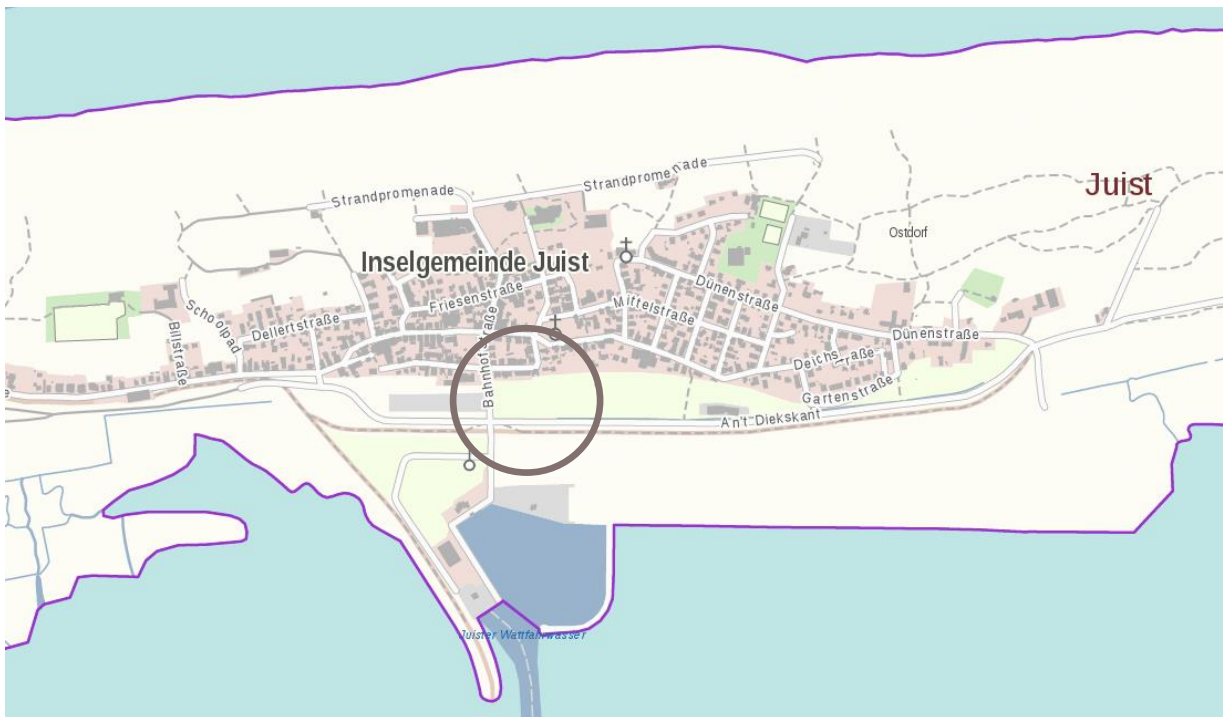 Strandpromenade
Strandpromenade
Juist
Ostdorf
Inselgemeinde Juist
Friesenstraße
Mittelstraße
Dünenstraße
Schoolpad
Dellertstraße
Billstraße
Bahnhofstraße
Dünenstraße
Deichstraße
Gartenstraße
An't Diekskant
e
Juister Wattfahrwasser